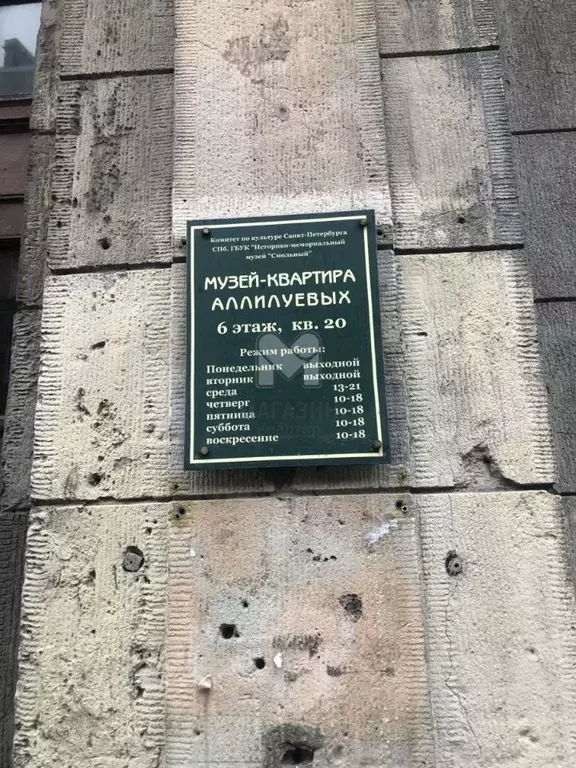 Комитет по культуре Санкт-Петербурга
СПб. ГБУК "Историко-мемориальный
музей "Смольный"
МУЗЕЙ-КВАРТИРА
АЛЛИЛУЕВЫХ
6 этаж, кв. 20
Режим работы:
Понедельник выходной
вторник выходной
среда 13-21
четверг 10-18
пятница 10-18
суббота 10-18
воскресение 10-18